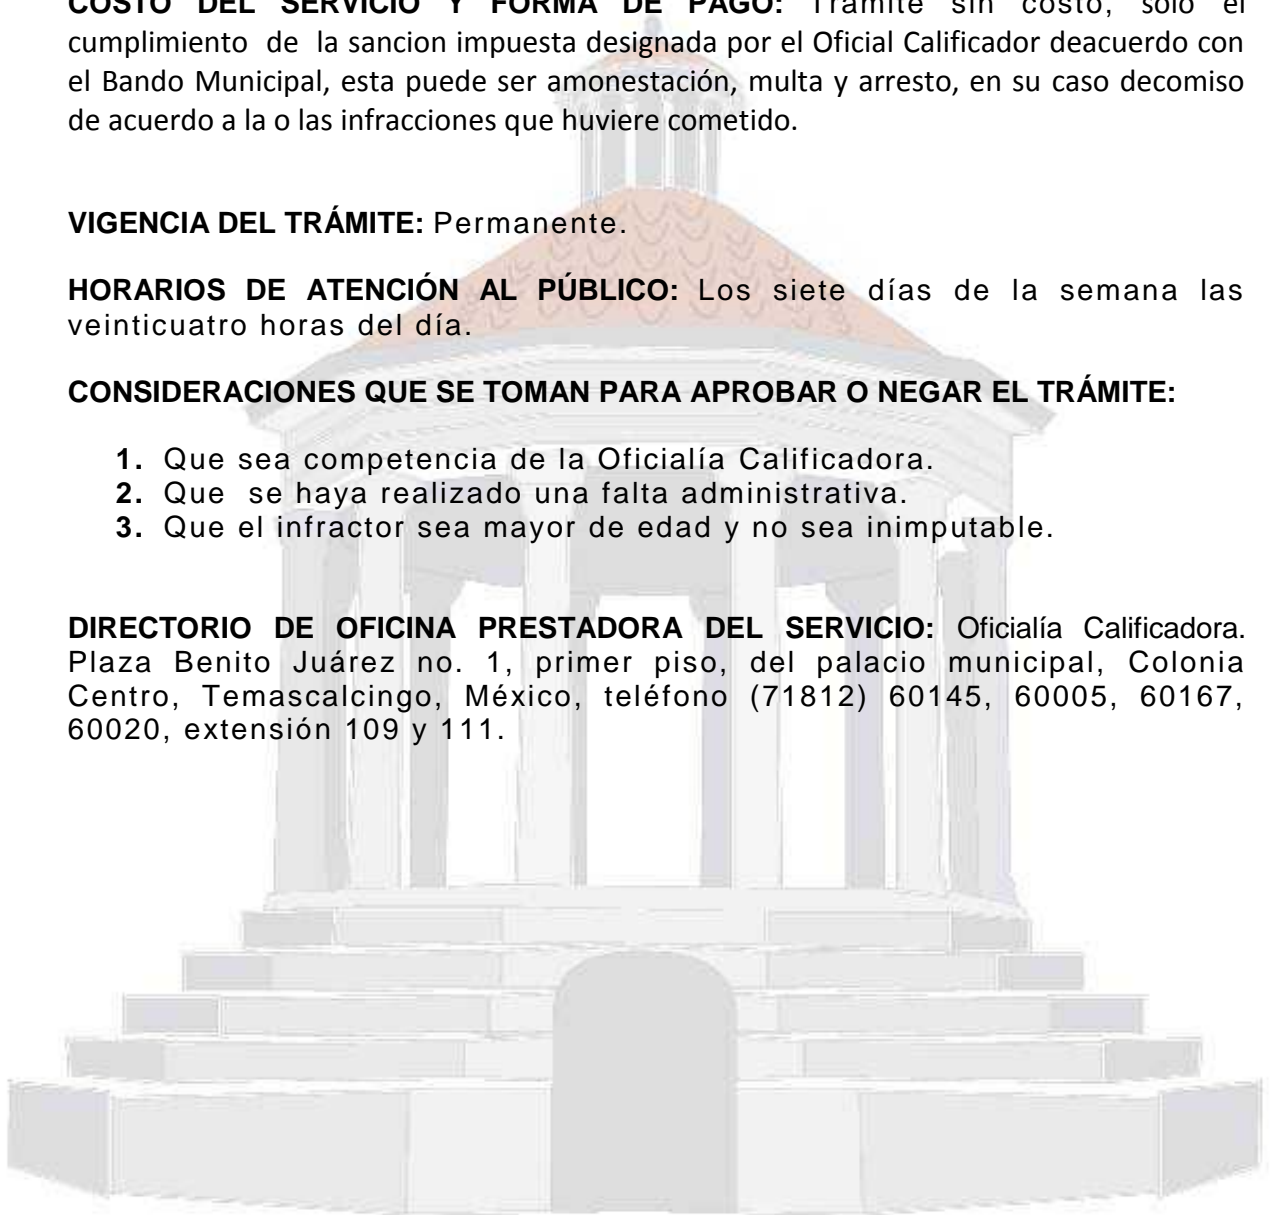 COSTO DEL SERVICIO Y FORMA DE PAGO: Trámite sin costo, solo el
cumplimiento de la sancion impuesta designada por el Oficial Calificador deacuerdo con
el Bando Municipal, esta puede ser amonestación, multa y arresto, en su caso decomiso
de acuerdo a la o las infracciones que huviere cometido.
VIGENCIA DEL TRÁMITE: Permanente.
HORARIOS DE ATENCIÓN AL PÚBLICO: Los siete días de la semana las
veinticuatro horas del día.
CONSIDERACIONES QUE SE TOMAN PARA APROBAR O NEGAR EL TRÁMITE:
1. Que sea competencia de la Oficialía Calificadora.
2. Que se haya realizado una falta administrativa.
3. Que el infractor sea mayor de edad y no sea inimputable.
DIRECTORIO DE OFICINA PRESTADORA DEL SERVICIO: Oficialía Calificadora.
Plaza Benito Juárez no. 1, primer piso, del palacio municipal, Colonia
Centro, Temascalcingo, México, teléfono (71812) 60145, 60005, 60167,
60020, extensión 109 y 111.